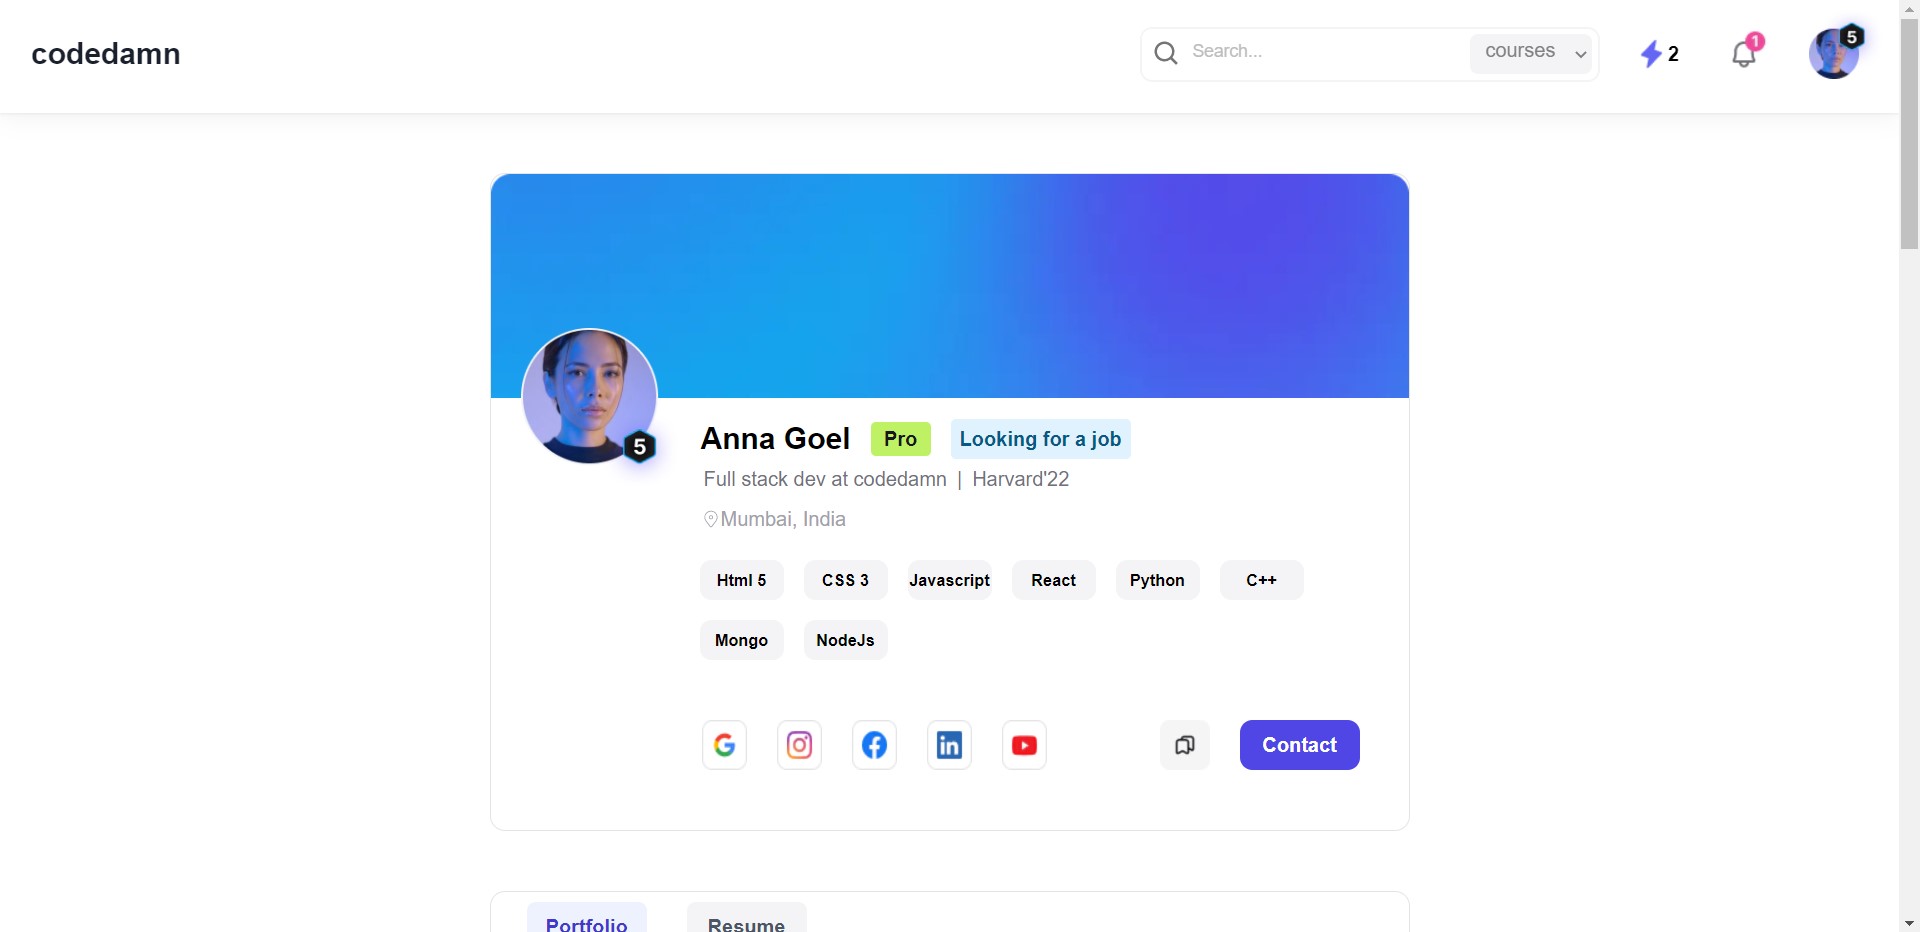 codedamn
Search...
courses
2
1
5
5
Anna Goel
Pro
Looking for a job
Full stack dev at codedamn | Harvard'22
Mumbai, India
Html 5
CSS 3
Javascript
React
Python
C++
Mongo
NodeJs
Contact
Portfolio
Resume